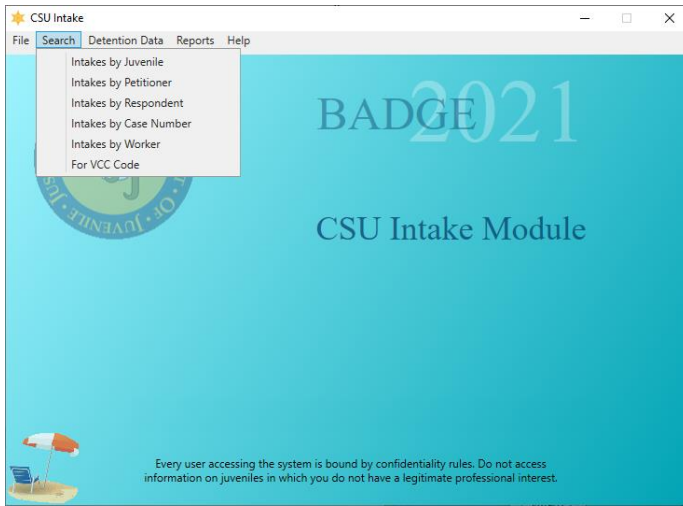 CSU Intake
File Search Detention Data Reports Help
Intakes by Juvenile
Intakes by Petitioner
Intakes by Respondent
Intakes by Case Number
Intakes by Worker
For VCC Code
BADGE 2021
OF JUVENILE JUS
CSU Intake Module
Every user accessing the system is bound by confidentiality rules. Do not access
information on juveniles in which you do not have a legitimate professional interest.